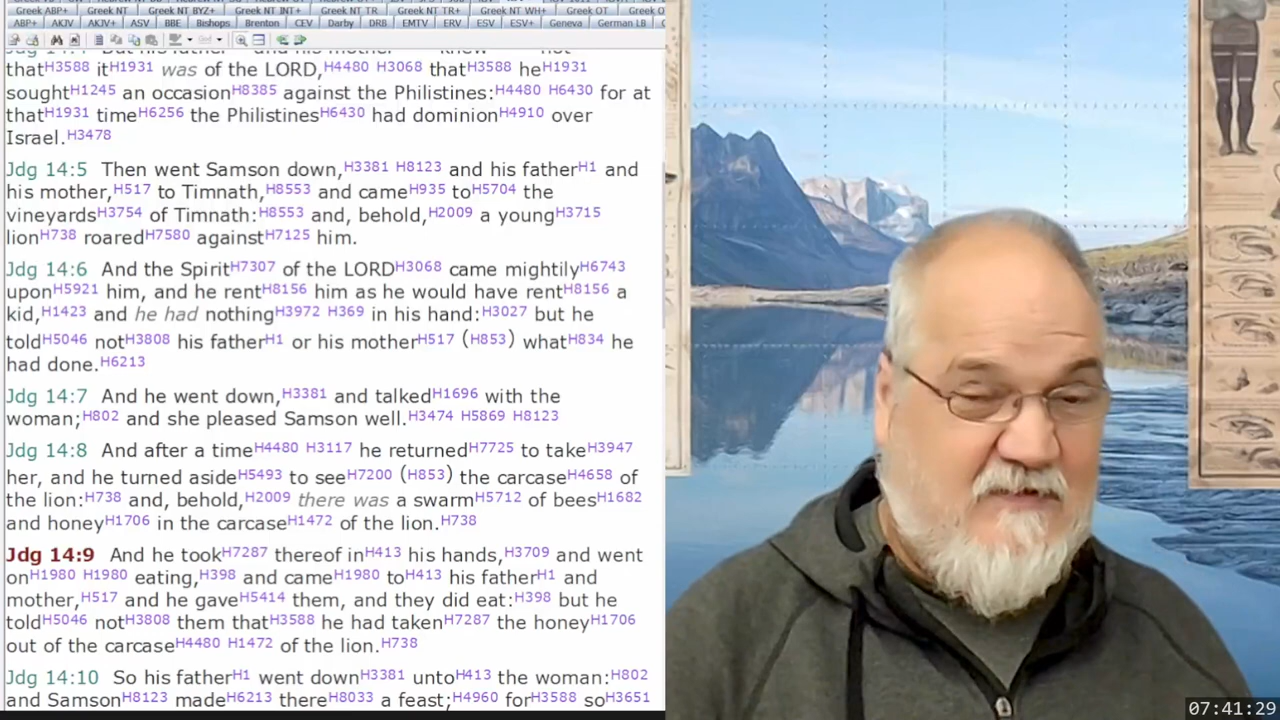 Greek ABP+ Greek NT Greek NT BYZ+ Greek NT INT+ Greek NT TR Greek NT TR+ Greek NT WH+ Greek OT Greek O
ABP+ AKJV AKJV+ ASV BBE Bishops Brenton CEV Darby DRB EMTV ERV ESV ESV+ Geneva German LB
that H3588 it H1931 was of the LORD, H4480 H3068 that H3588 he H1931
sought H1245 an occasion H8385 against the Philistines: H4480 H6430 for at
that H1931 time H6256 the Philistines H6430 had dominion H4910 over
Israel. H3478
Jdg 14:5 Then went Samson down, H3381 H8123 and his father H1 and
his mother, H517 to Timnath, H8553 and came H935 to H5704 the
vineyards H3754 of Timnath: H8553 and, behold, H2009 a young H3715
lion H738 roared H7580 against H7125 him.
Jdg 14:6 And the Spirit H7307 of the LORD H3068 came mightily H6743
upon H5921 him, and he rent H8156 him as he would have rent H8156 a
kid, H1423 and he had nothing H3972 H369 in his hand: H3027 but he
told H5046 not H3808 his father H1 or his mother H517 (H853) what H834 he
had done. H6213
Jdg 14:7 And he went down, H3381 and talked H1696 with the
woman; H802 and she pleased Samson well. H3474 H5869 H8123
Jdg 14:8 And after a time H4480 H3117 he returned H7725 to take H3947
her, and he turned aside H5493 to see H7200 (H853) the carcase H4658 of
the lion: H738 and, behold, H2009 there was a swarm H5712 of bees H1682
and honey H1706 in the carcase H1472 of the lion. H738
Jdg 14:9 And he took H7287 thereof in H413 his hands, H3709 and went
on H1980 H1980 eating, H398 and came H1980 to H413 his father H1 and
mother, H517 and he gave H5414 them, and they did eat: H398 but he
told H5046 not H3808 them that H3588 he had taken H7287 the honey H1706
out of the carcase H4480 H1472 of the lion. H738
Jdg 14:10 So his father H1 went down H3381 unto H413 the woman: H802
and Samson H8123 made H6213 there H8033 a feast; H4960 for H3588 so H3651
07:41:29